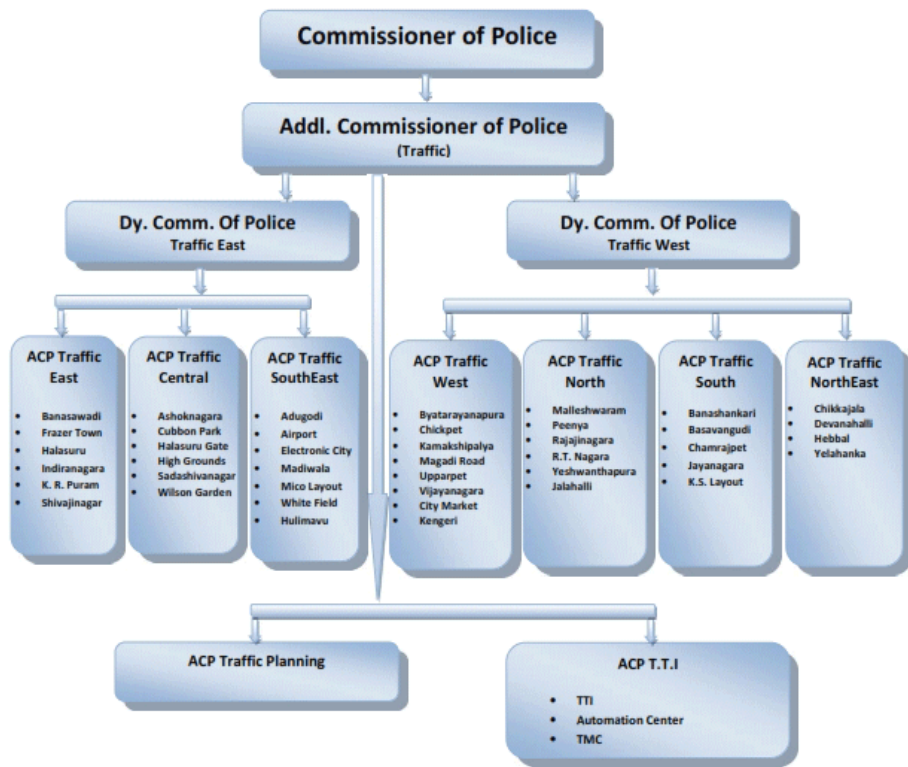 Commissioner of Police
Addl. Commissioner of Police
(Traffic)
Dy. Comm. Of Police
Traffic East
Dy. Comm. Of Police
Traffic West
ACP Traffic
East
• Banasawadi
• Frazer Town
• Halasuru
• Indiranagara
• K. R. Puram
• Shivajinagar
ACP Traffic
Central
• Ashoknagara
• Cubbon Park
• Halasuru Gate
• High Grounds
• Sadashivanagar
• Wilson Garden
ACP Traffic
SouthEast
• Adugodi
• Airport
• Electronic City
• Madiwala
• Mico Layout
• White Field
• Hulimavu
ACP Traffic
West
• Byatarayanapura
• Chickpet
• Kamakshipalya
• Magadi Road
• Upparpet
• Vijayanagara
• City Market
• Kengeri
ACP Traffic
North
• Malleshwaram
• Peenya
• Rajajinagara
• R.T. Nagara
• Yeshwanthapura
• Jalahalli
ACP Traffic
South
• Banashankari
• Basavangudi
• Chamrajpet
• Jayanagara
• K.S. Layout
ACP Traffic
NorthEast
• Chikkajala
• Devanahalli
• Hebbal
• Yelahanka
ACP Traffic Planning
ACP T.T.I
• TTI
• Automation Center
• TMC